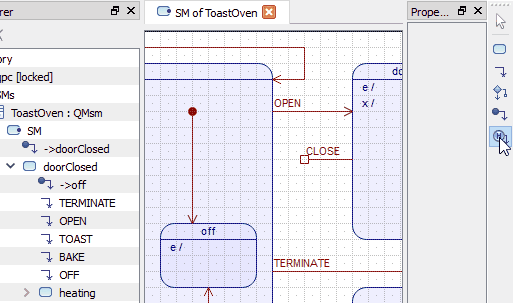 Explorer
SM of ToastOven
Prope...
ory
qpc [locked]
SMs
ToastOven : QMsm
SM
->doorClosed
doorClosed
->off
TERMINATE
OPEN
TOAST
BAKE
OFF
heating
do
e /
x /
OPEN
CLOSE
off
e /
TERMINATE
H